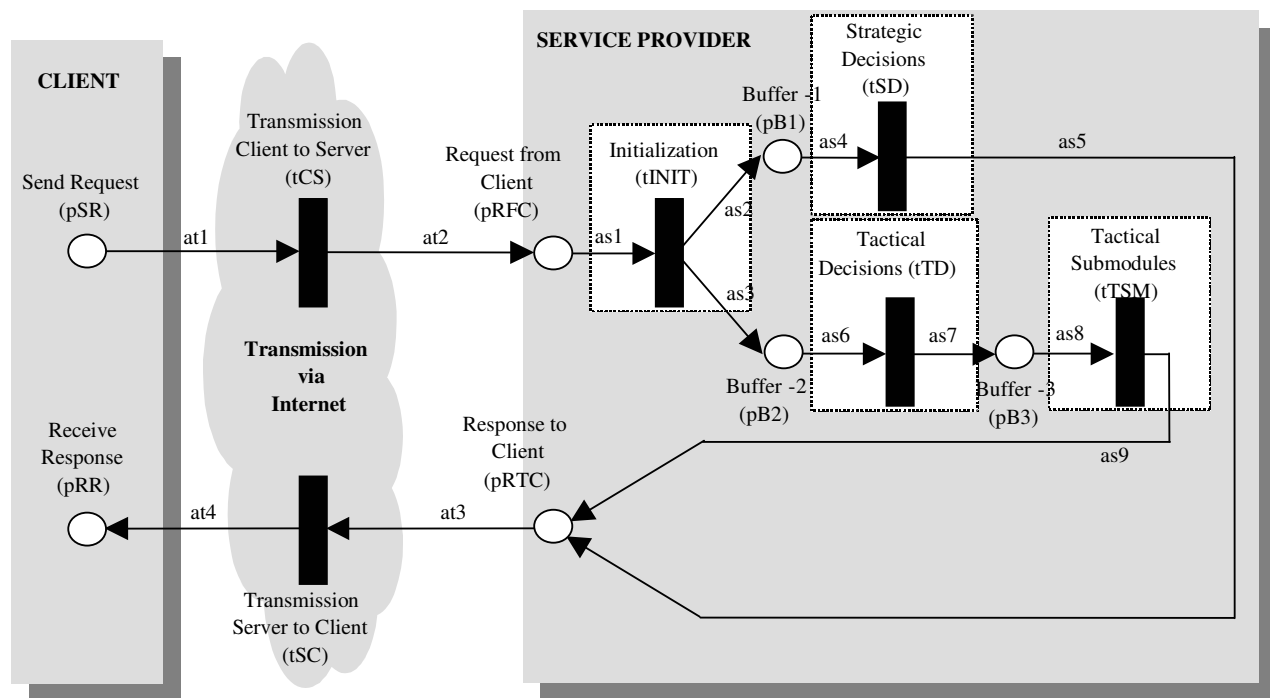 CLIENT
Send Request
(pSR)
at1
Transmission
Client to Server
(tCS)
at2
Transmission
via
Internet
Receive
Response
(pRR)
at4
Transmission
Server to Client
(tSC)
at3
SERVICE PROVIDER
Request from
Client
(pRFC)
as1
Initialization
(tINIT)
as2
as3
Buffer -1
(pB1)
as4
Strategic
Decisions
(tSD)
as5
Buffer -2
(pB2)
as6
Tactical
Decisions (tTD)
as7
Buffer -3
(pB3)
as8
Tactical
Submodules
(tTSM)
as9
Response to
Client
(pRTC)